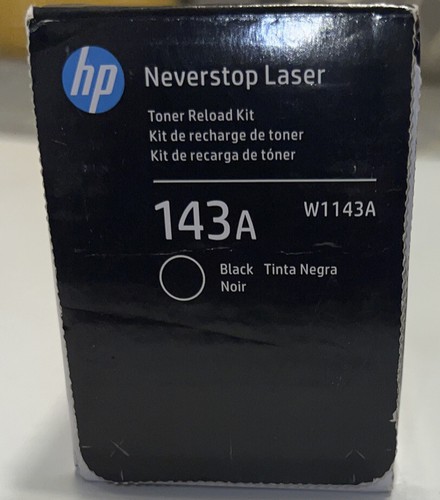 hp
Neverstop Laser
Toner Reload Kit
Kit de recharge de toner
Kit de recarga de tóner
143A W1143A
Black Tinta Negra
Noir